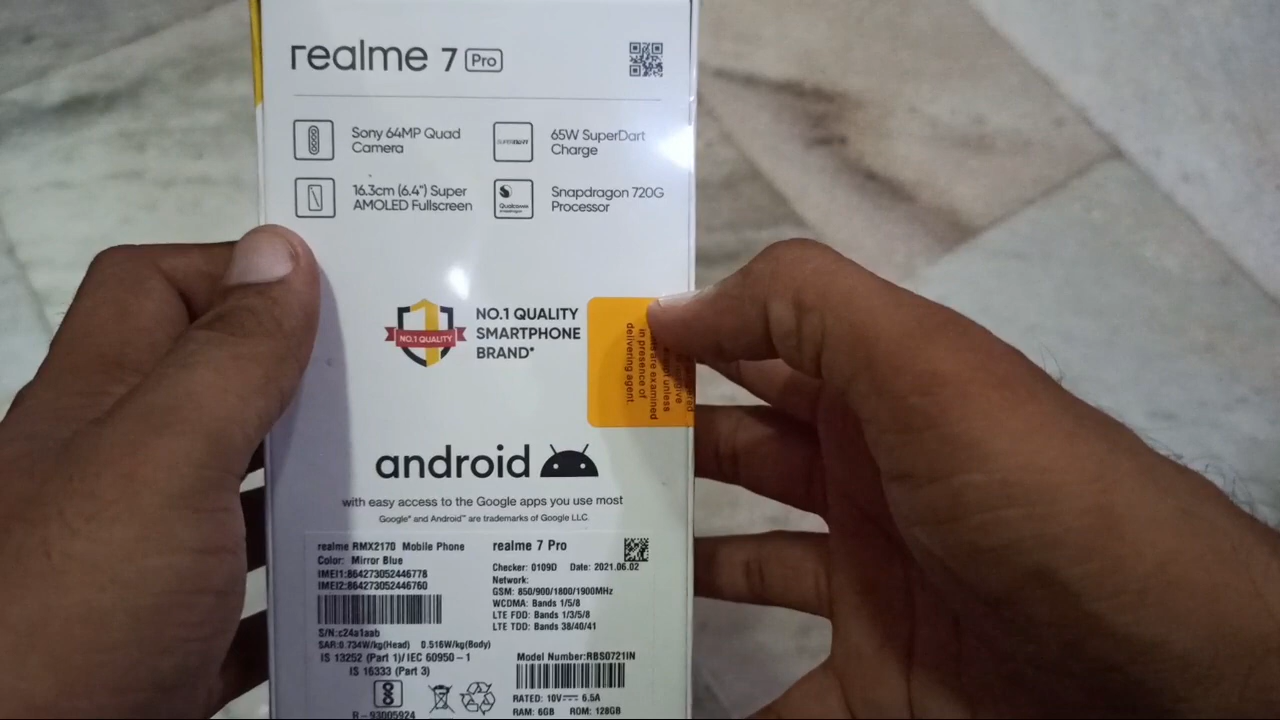 realme 7 Pro
Sony 64MP Quad
Camera
65W SuperDart
Charge
16.3cm (6.4") Super
AMOLED Fullscreen
Snapdragon 720G
Processor
Qualcomm
snapdragon
NO.1 QUALITY
NO.1 QUALITY
SMARTPHONE
BRAND*
unless
are examined
in presence of
delivering agent.
android
with easy access to the Google apps you use most
Google® and Android™ are trademarks of Google LLC.
realme RMX2170 Mobile Phone
Color: Mirror Blue
IMEI1:864273052446778
IMEI2:864273052446760
S/N:c24a1aab
SAR:0.734W/kg(Head) 0.516W/kg(Body)
IS 13252 (Part 1)/ IEC 60950-1
IS 16333 (Part 3)
R-93005924
realme 7 Pro
Checker: 0109D Date: 2021.06.02
Network:
GSM: 850/900/1800/1900MHz
WCDMA: Bands 1/5/8
LTE FDD: Bands 1/3/5/8
LTE TDD: Bands 38/40/41
Model Number:RBS0721IN
RATED: 10V⎓ 6.5A
RAM: 6GB ROM: 128GB